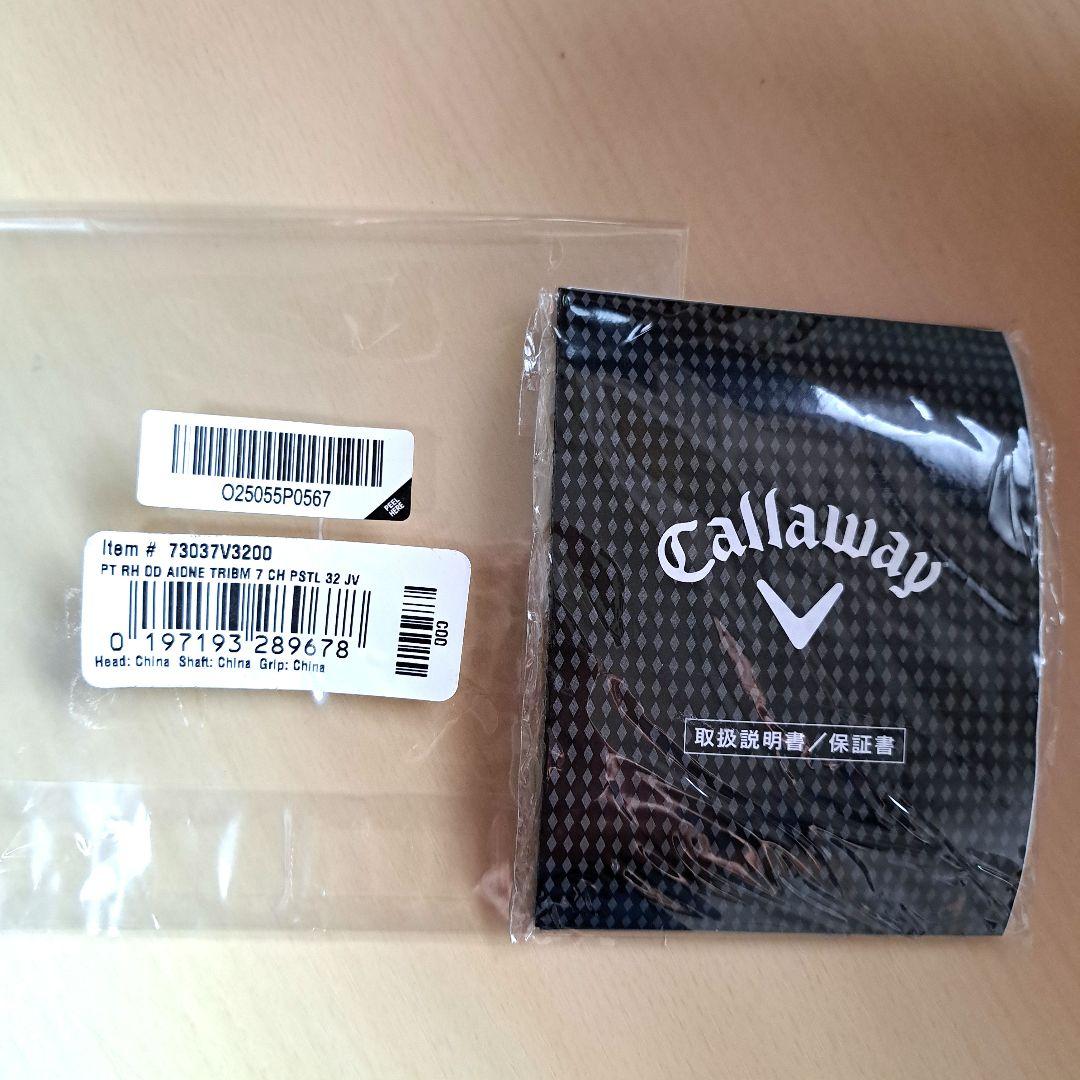 O25055P0567
PEEL HERE
Item # 73037V3200
PT RH OD AIONE TRIBM 7 CH PSTL 32 JV
0 197193 289678
COO
Head: China Shaft: China Grip: China
Callaway
取扱説明書/保証書